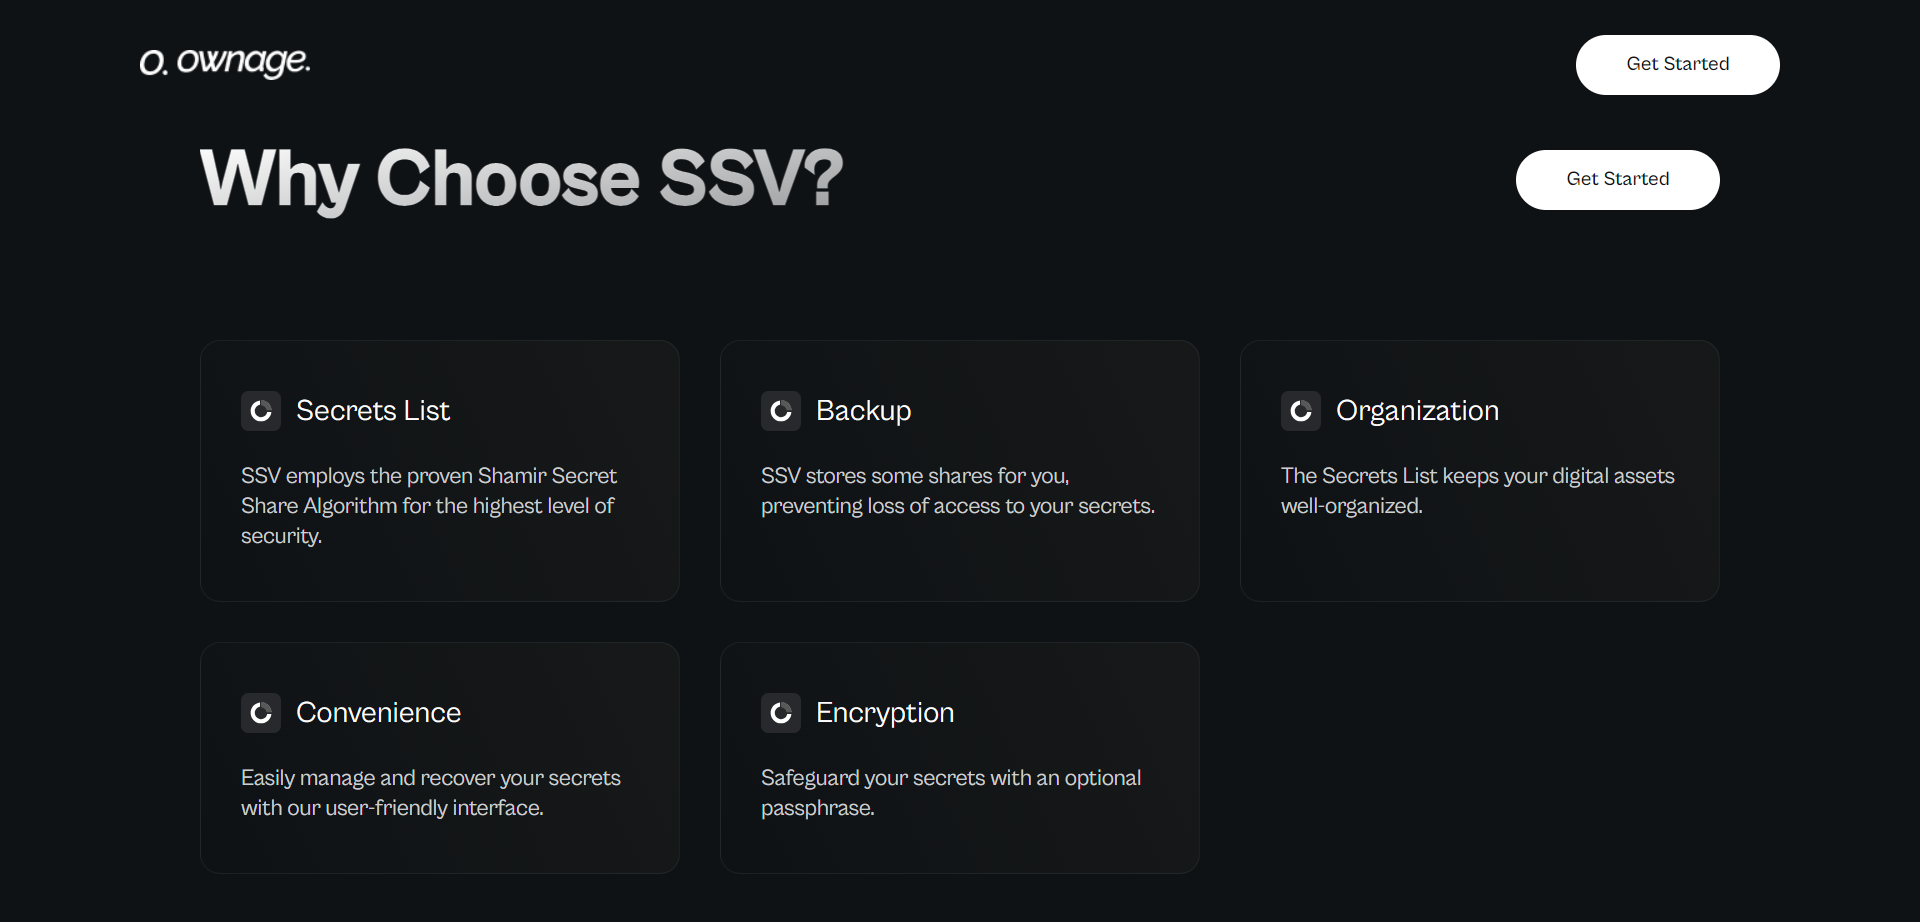 O. ownage.
Get Started
Why Choose SSV?
Get Started
Secrets List
SSV employs the proven Shamir Secret
Share Algorithm for the highest level of
security.
Backup
SSV stores some shares for you,
preventing loss of access to your secrets.
Organization
The Secrets List keeps your digital assets
well-organized.
Convenience
Easily manage and recover your secrets
with our user-friendly interface.
Encryption
Safeguard your secrets with an optional
passphrase.